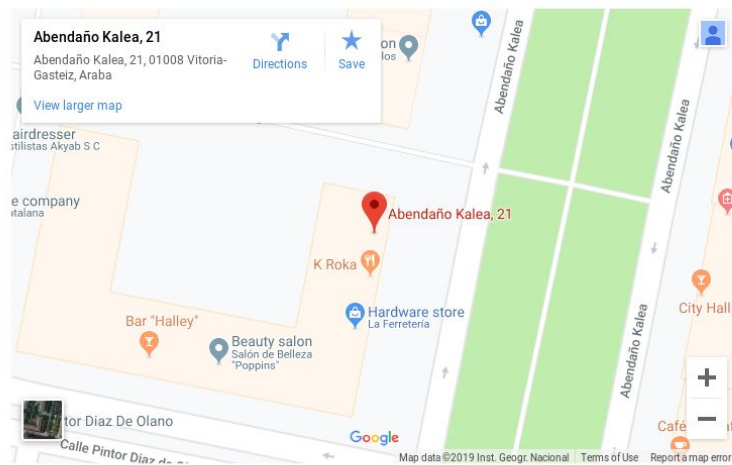 Abendaño Kalea, 21
Abendaño Kalea, 21, 01008 Vitoria-
Gasteiz, Araba
Directions
Save
View larger map
on
los
Abendaño Kalea
Abendaño Kalea
airdresser
stilistas Akyab S C
e company
atalana
Abendaño Kalea, 21
K Roka
Hardware store
La Ferretería
City Hall
Bar "Halley"
Beauty salon
Salón de Belleza
"Poppins"
Abendaño Kalea
tor Diaz De Olano
Calle Pintor Diaz
Café
Google
Map data ©2019 Inst. Geogr. Nacional
Terms of Use
Report a map error